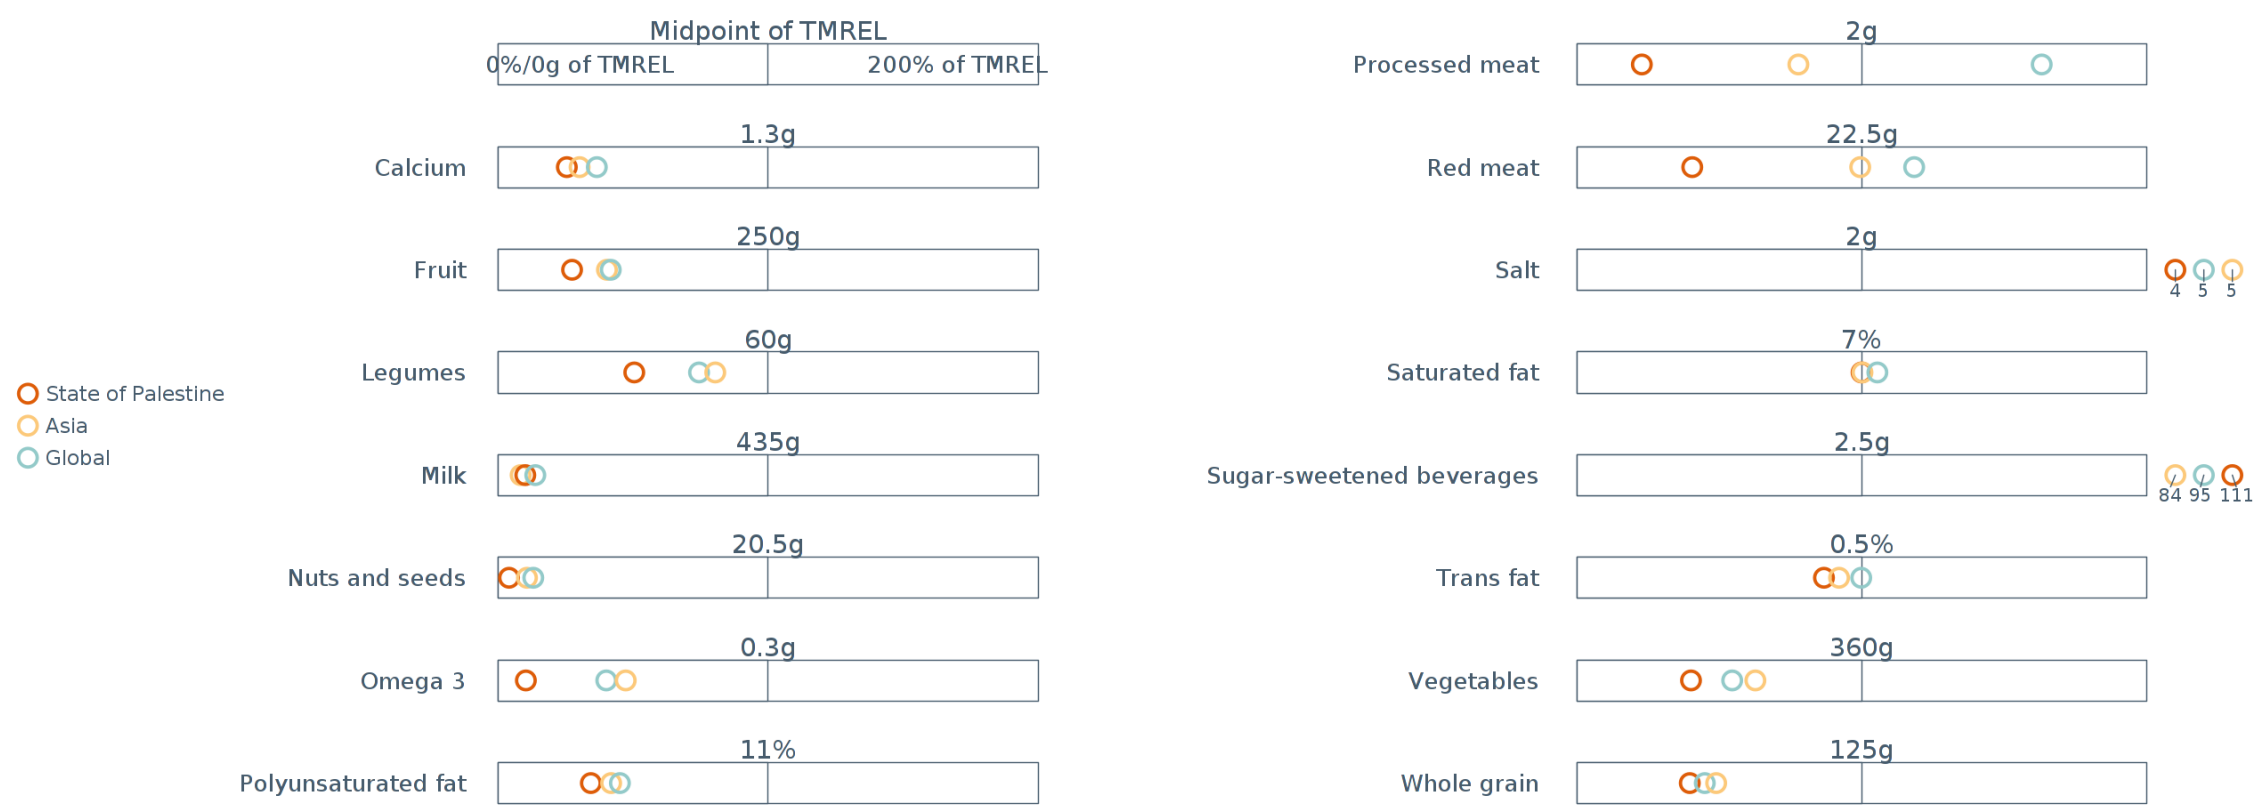 Midpoint of TMREL
0%/0g of TMREL 200% of TMREL
1.3g
Calcium
250g
Fruit
60g
Legumes
435g
Milk
20.5g
Nuts and seeds
0.3g
Omega 3
11%
Polyunsaturated fat
2g
Processed meat
22.5g
Red meat
2g
Salt
4 5 5
7%
Saturated fat
2.5g
Sugar-sweetened beverages
84 95 111
0.5%
Trans fat
360g
Vegetables
125g
Whole grain
State of Palestine
Asia
Global